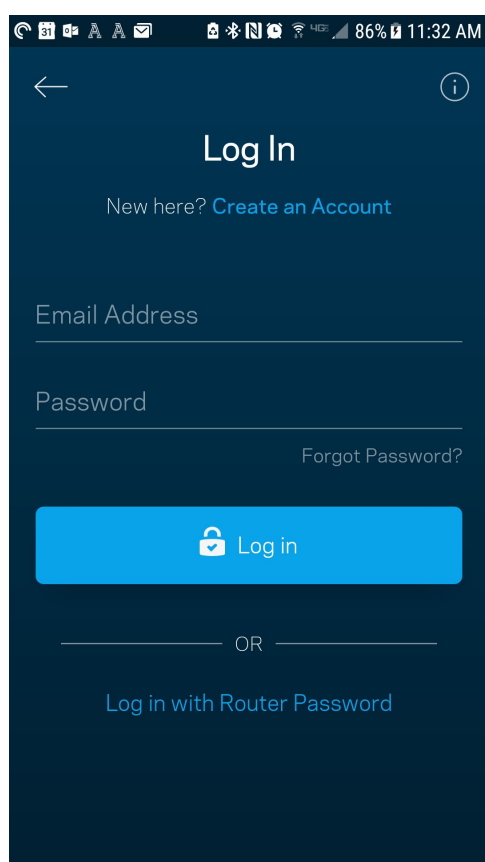 31 86% 11:32 AM
Log In
New here? Create an Account
Email Address
Password
Forgot Password?
Log in
OR
Log in with Router Password